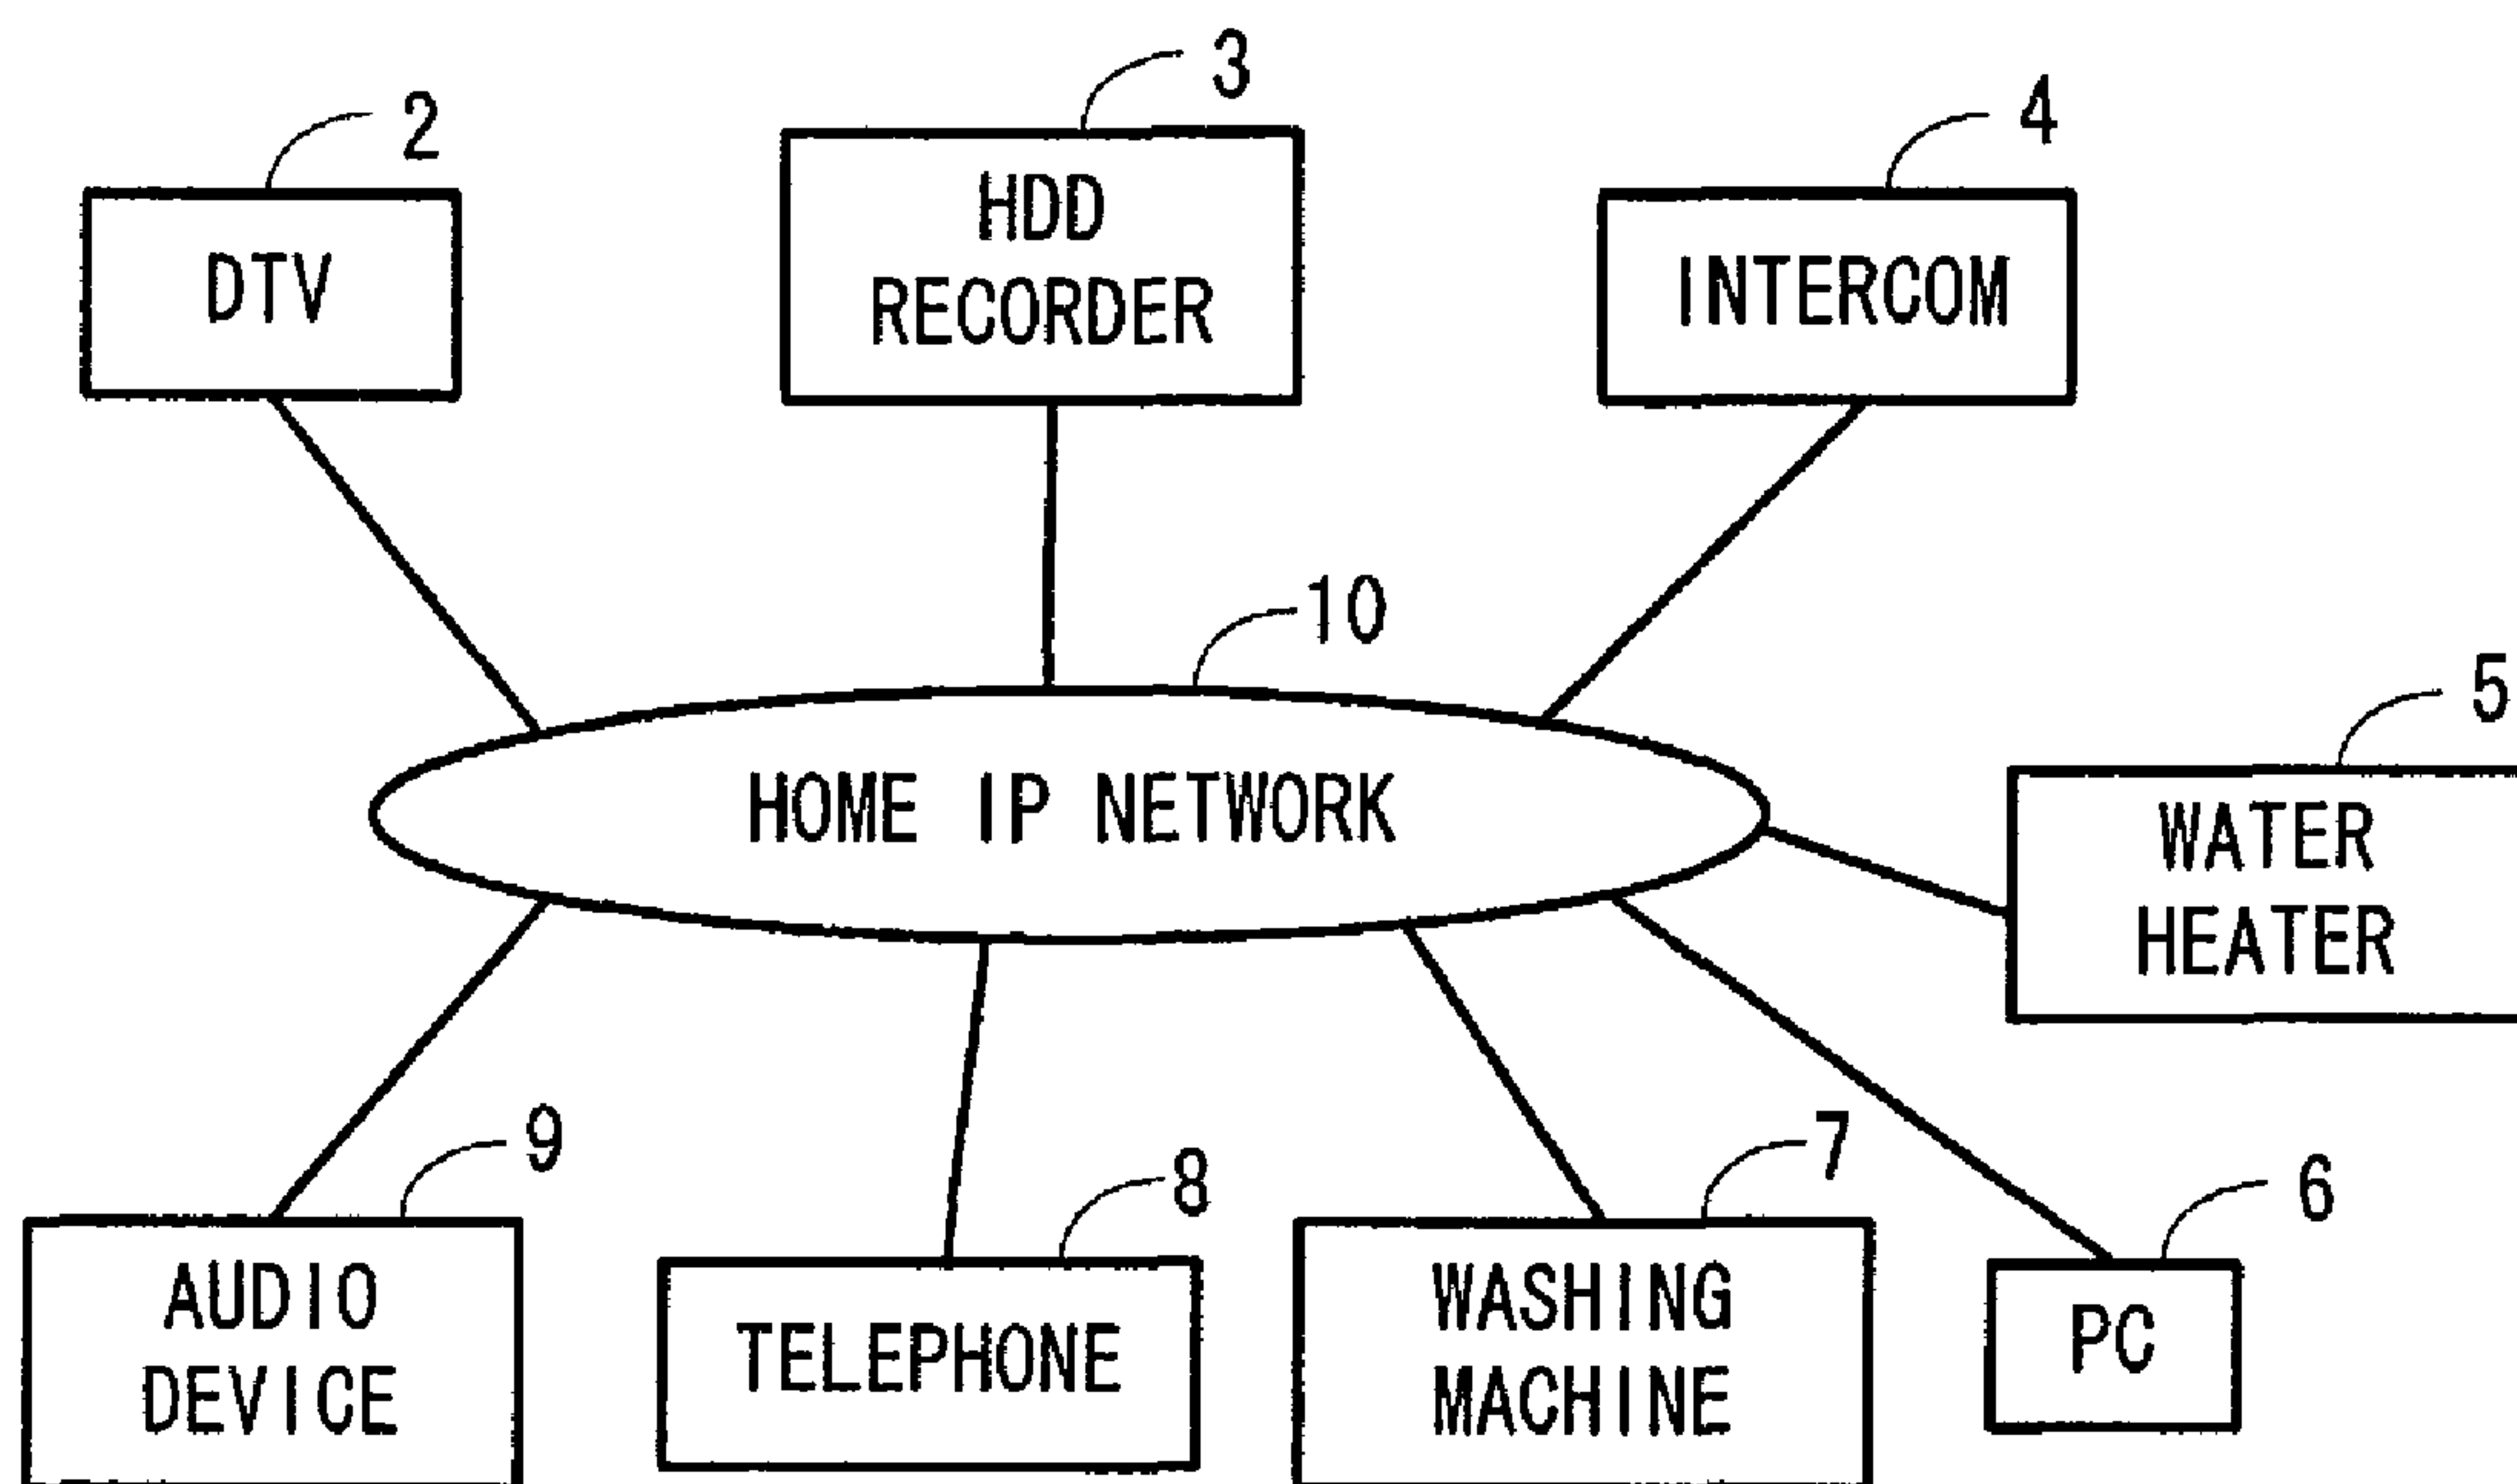 3
2
4
HDD
RECORDER
DTV
INTERCOM
10
5
HOME IP NETWORK
WATER
HEATER
9
8
7
6
AUDIO
DEVICE
TELEPHONE
WASHING
MACHINE
PC